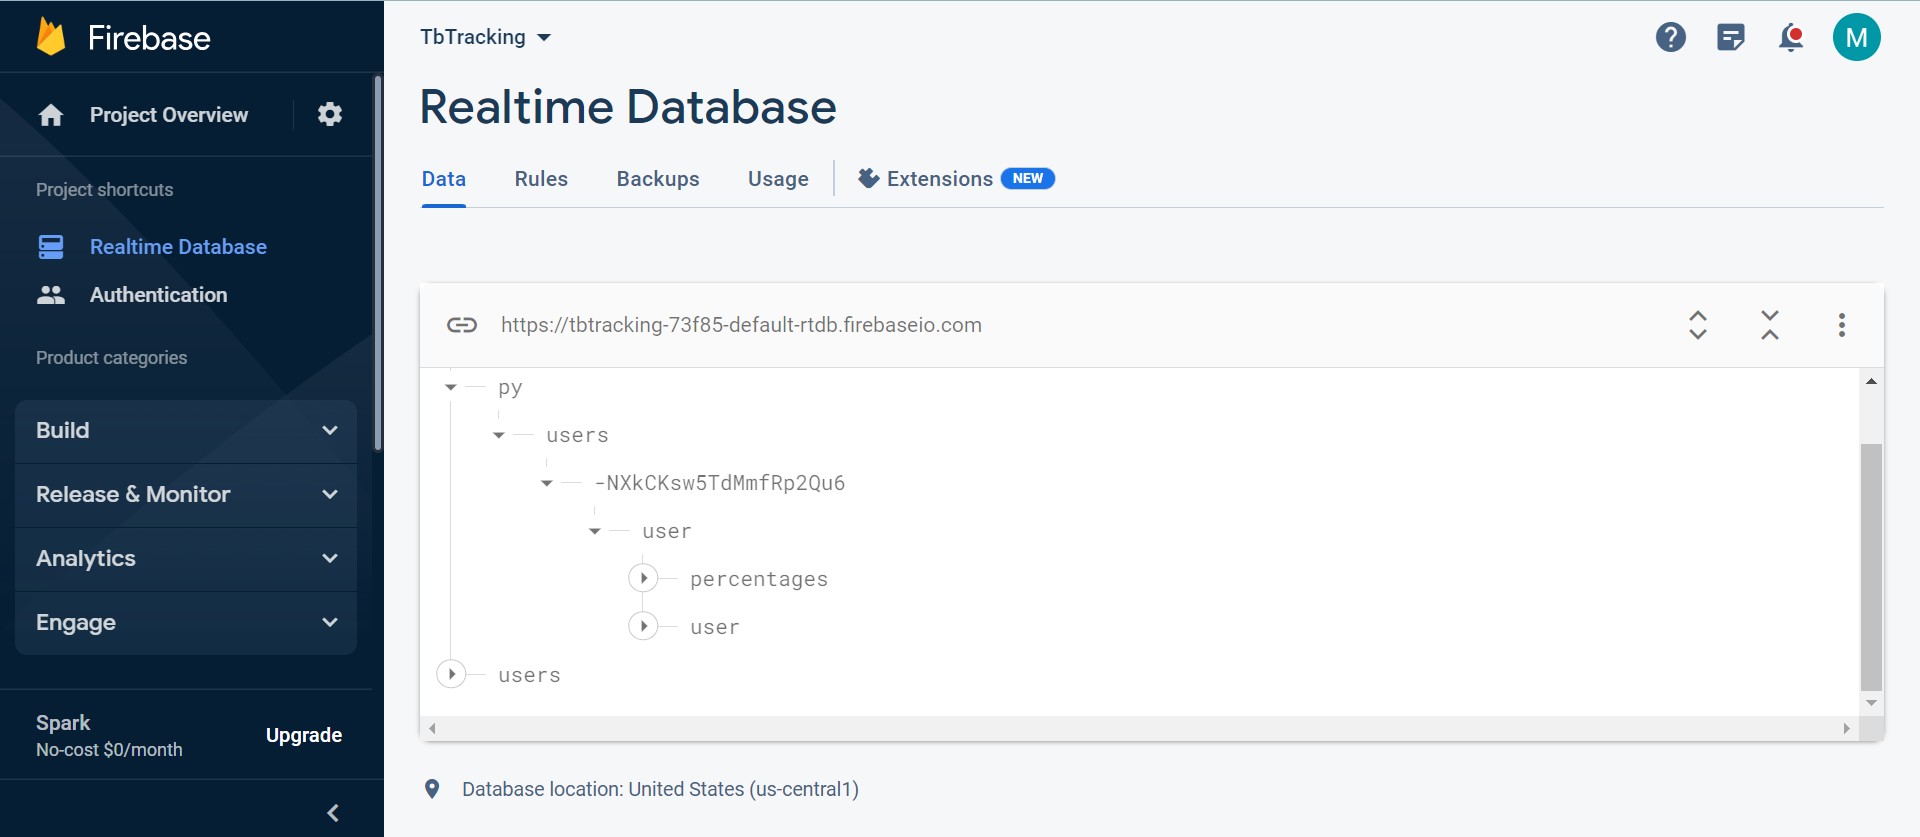 Firebase
Project Overview
Project shortcuts
Realtime Database
Authentication
Product categories
Build
Release & Monitor
Analytics
Engage
Spark
No-cost $0/month
Upgrade
TbTracking
M
Realtime Database
Data Rules Backups Usage Extensions NEW
https://tbtracking-73f85-default-rtdb.firebaseio.com
py
users
-NXkCKsw5TdMmfRp2Qu6
user
percentages
user
users
Database location: United States (us-central1)